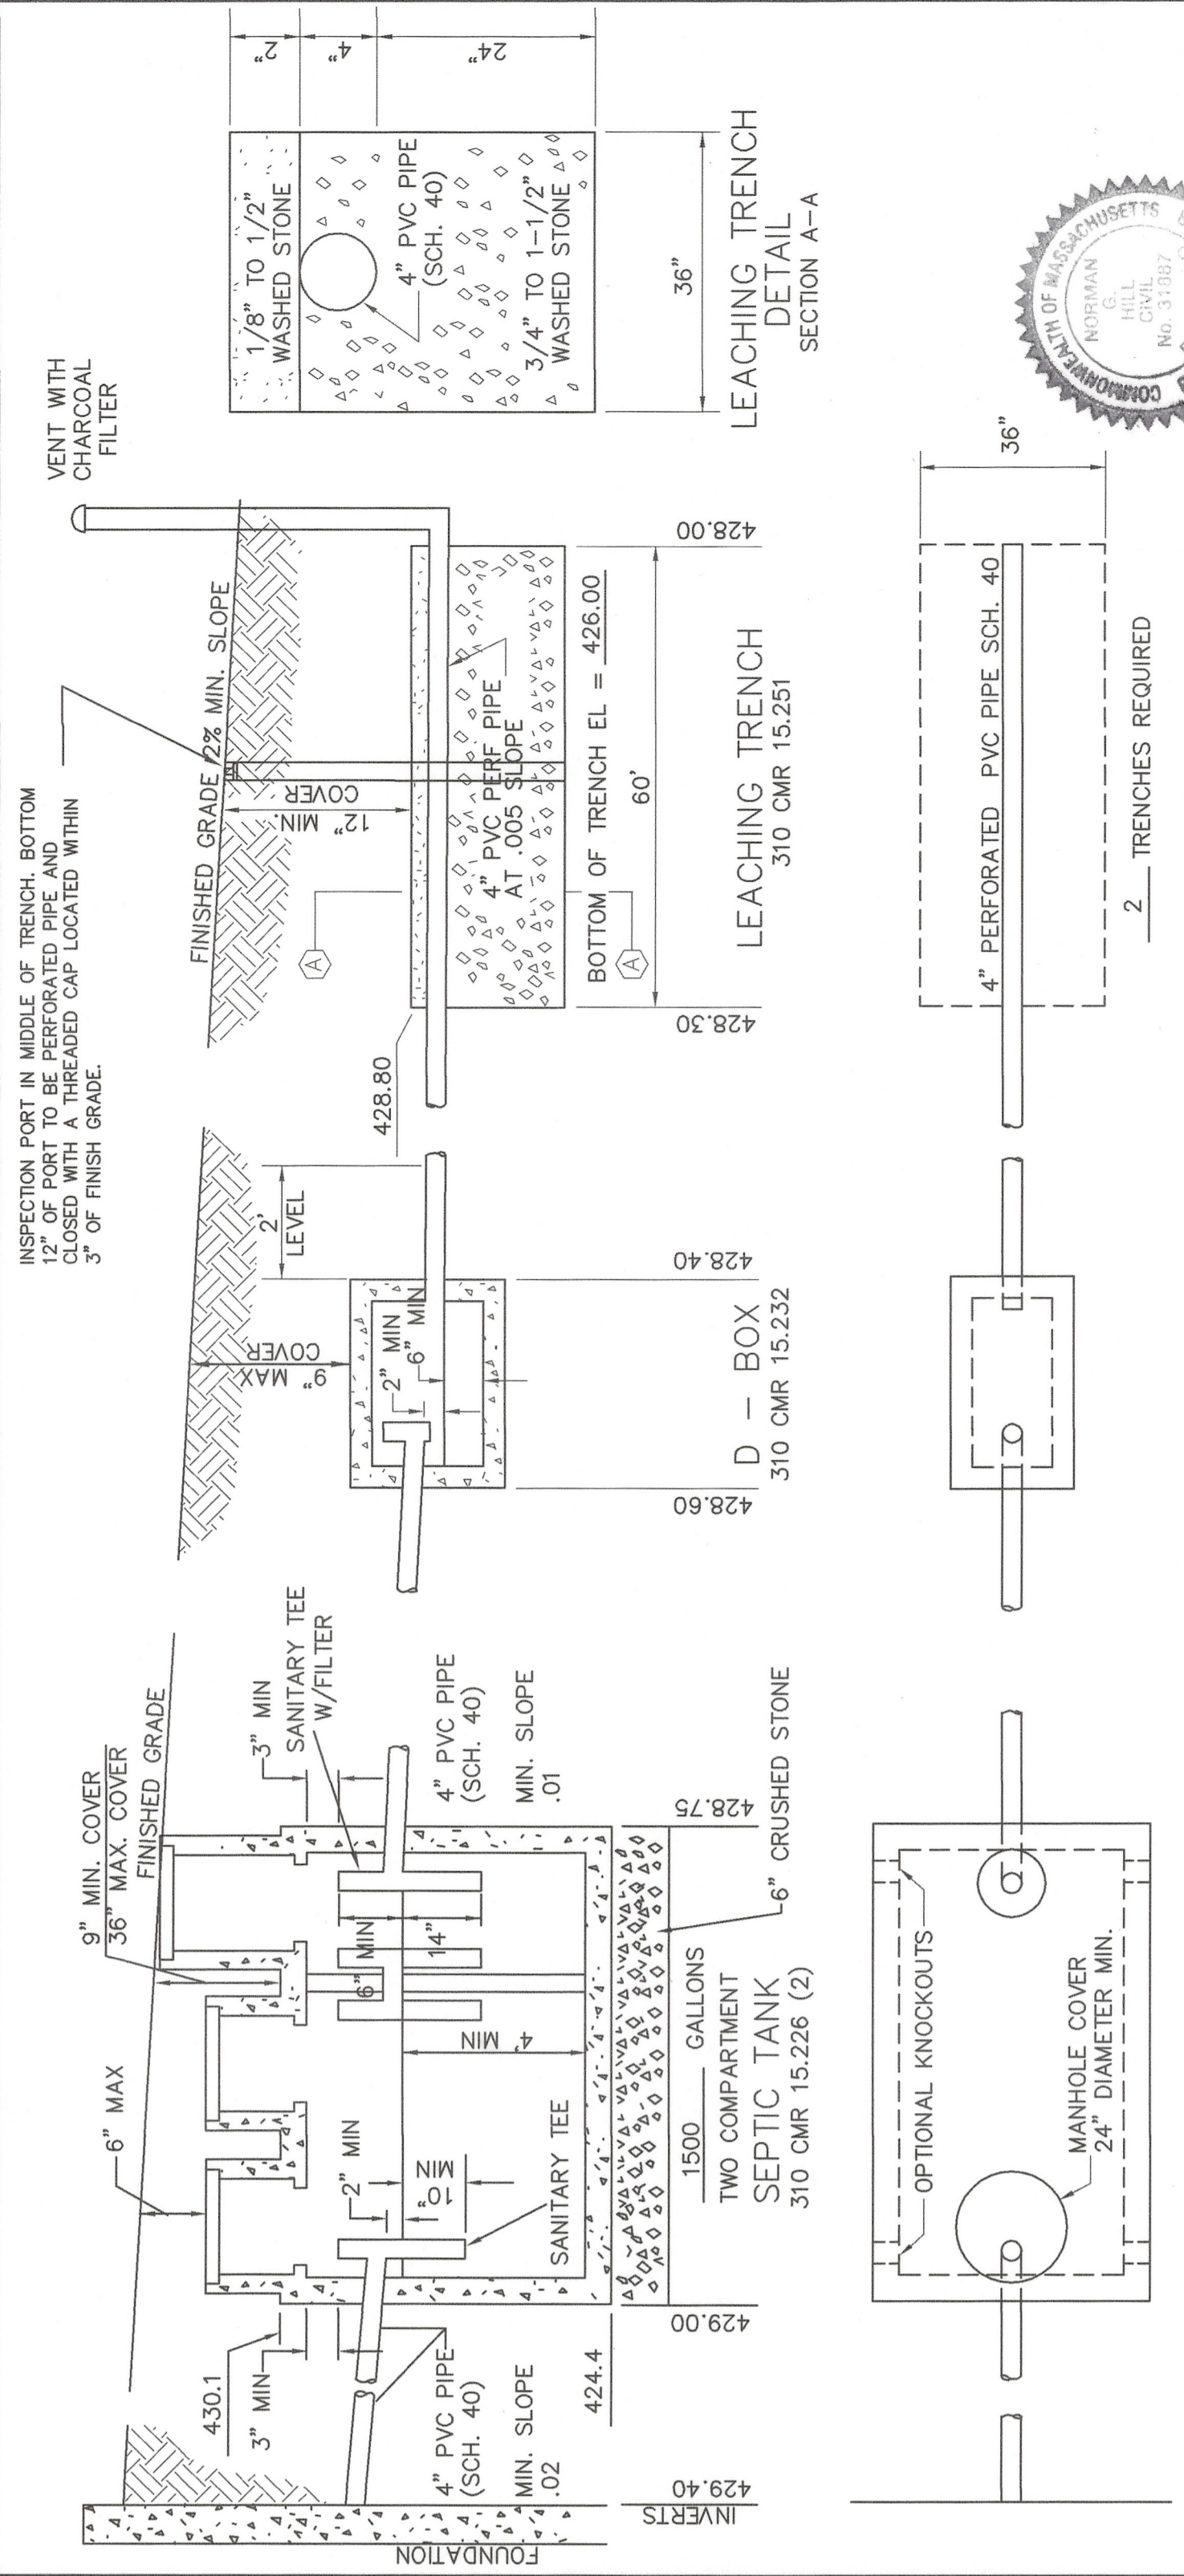 INSPECTION PORT IN MIDDLE OF TRENCH. BOTTOM
12" OF PORT TO BE PERFORATED PIPE AND
CLOSED WITH A THREADED CAP LOCATED WITHIN
3" OF FINISH GRADE.
VENT WITH
CHARCOAL
FILTER
9" MIN. COVER
36" MAX. COVER
FINISHED GRADE
6" MAX
3" MIN
SANITARY TEE
W/FILTER
430.1
3" MIN
2" MIN
10"
MIN
6" MIN
14"
4' MIN
SANITARY TEE
4" PVC PIPE
(SCH. 40)
MIN. SLOPE
.02
424.4
4" PVC PIPE
(SCH. 40)
MIN. SLOPE
.01
FOUNDATION
INVERTS
429.40
429.00
428.75
6" CRUSHED STONE
1500 GALLONS
TWO COMPARTMENT
SEPTIC TANK
310 CMR 15.226 (2)
9" MAX
COVER
2'
LEVEL
2" MIN
6" MIN
428.60
428.40
D - BOX
310 CMR 15.232
FINISHED GRADE 2% MIN. SLOPE
12" MIN.
COVER
428.80
A
4" PVC PERF PIPE
AT .005 SLOPE
BOTTOM OF TRENCH EL = 426.00
A
60'
428.30
428.00
LEACHING TRENCH
310 CMR 15.251
2"
4"
24"
1/8" TO 1/2"
WASHED STONE
4" PVC PIPE
(SCH. 40)
3/4" TO 1-1/2"
WASHED STONE
36"
LEACHING TRENCH
DETAIL
SECTION A-A
OPTIONAL KNOCKOUTS
MANHOLE COVER
24" DIAMETER MIN.
4" PERFORATED PVC PIPE SCH. 40
36"
2 TRENCHES REQUIRED
COMMONWEALTH OF MASSACHUSETTS
NORMAN
G.
HILL
CIVIL
No. 31887